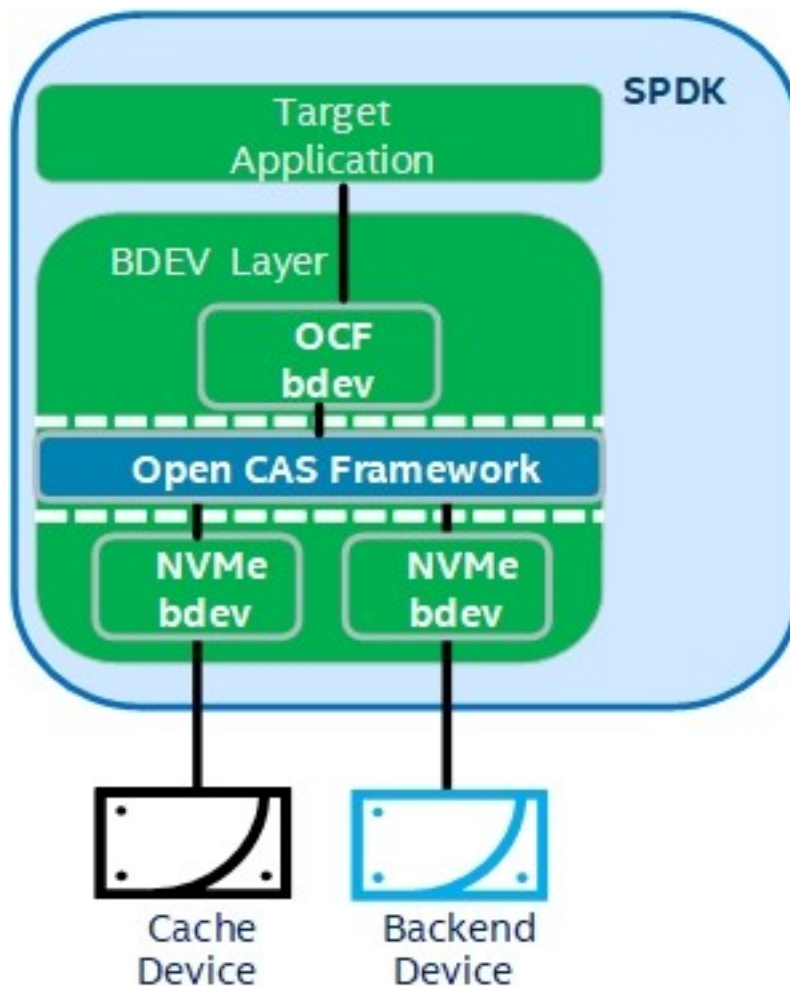 SPDK
Target
Application
BDEV Layer
OCF
bdev
Open CAS Framework
NVMe
bdev
NVMe
bdev
Cache
Device
Backend
Device